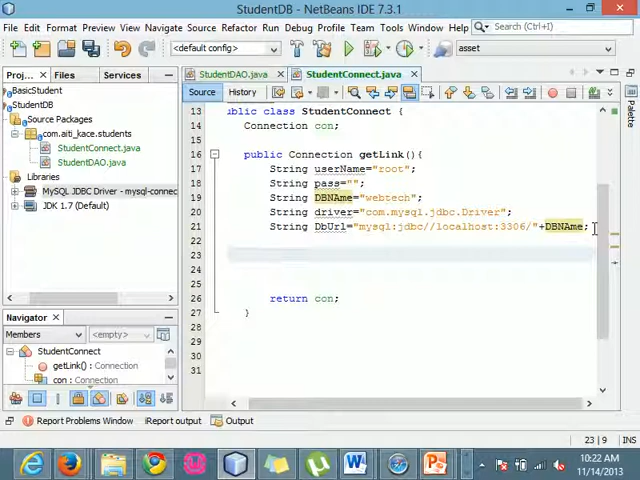 StudentDB - NetBeans IDE 7.3.1
File Edit View Navigate Source Refactor Run Debug Profile Team Tools Window Help Search (Ctrl+I)
<default config> asset
Proj... Files Services
StudentDAO.java StudentConnect.java
Source History
Palette
BasicStudent
StudentDB
Source Packages
com.aiti_kace.students
StudentConnect.java
StudentDAO.java
Libraries
MySQL JDBC Driver - mysql-connec
JDK 1.7 (Default)
13 ublic class StudentConnect {
14 Connection con;
15
16 public Connection getLink(){
17 String userName="root";
18 String pass="";
19 String DBNAme="webtech";
20 String driver="com.mysql.jdbc.Driver";
21 String DbUrl="mysql:jdbc//localhost:3306/"+DBNAme;
22
23
24
25
26 return con;
27 }
28
29
30
31
Navigator
Members <empty>
StudentConnect
getLink() : Connection
con : Connection
Report Problems Window Itreport output Output
23 | 9 INS
10:22 AM
11/14/2013